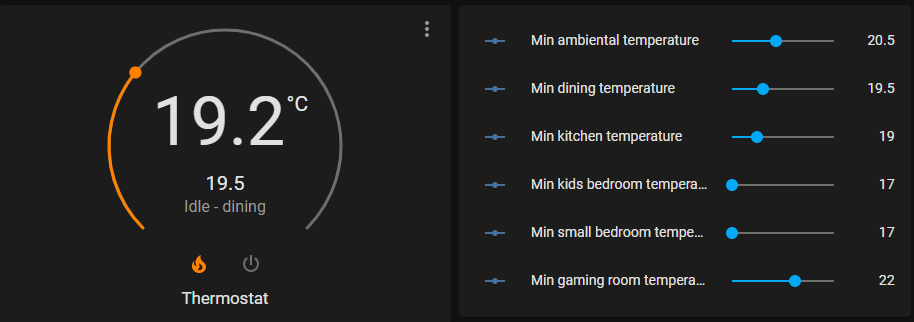 19.2 °C
19.5
Idle - dining
Thermostat
Min ambiental temperature 20.5
Min dining temperature 19.5
Min kitchen temperature 19
Min kids bedroom tempera... 17
Min small bedroom tempe... 17
Min gaming room tempera... 22